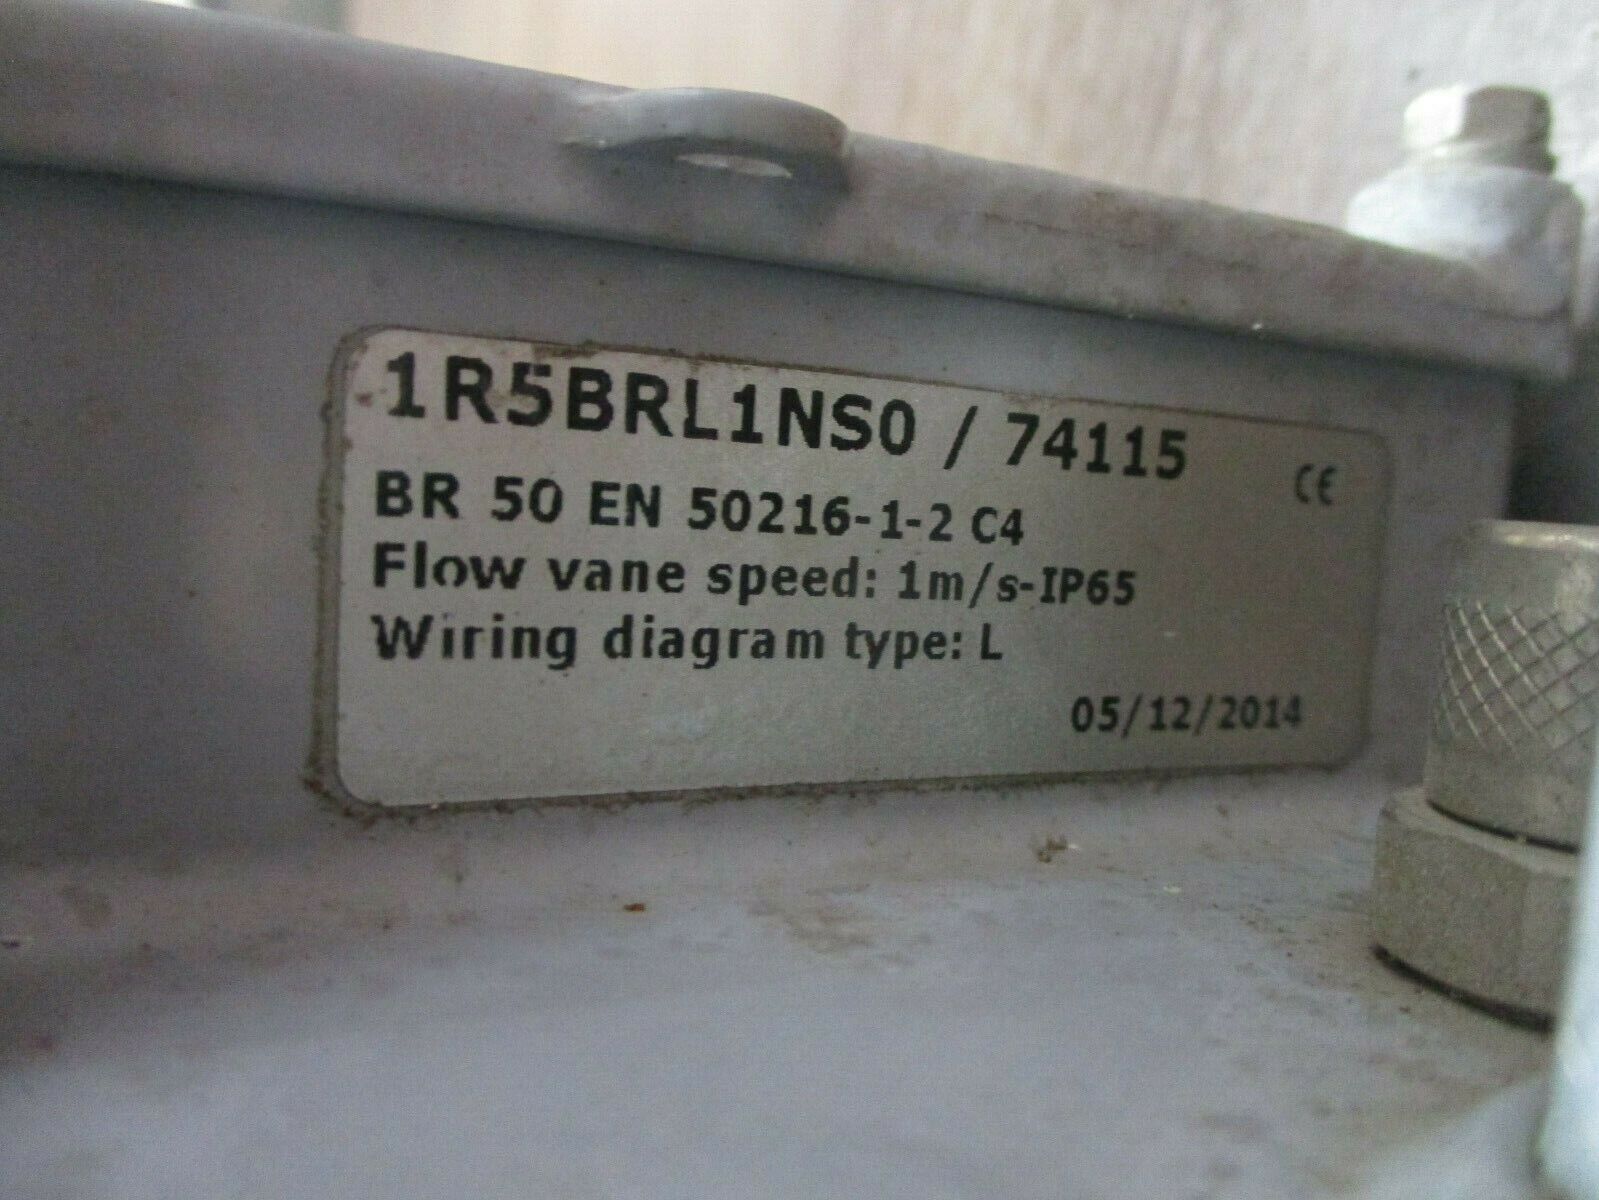 1R5BRL1NS0 / 74115
CE
BR 50 EN 50216-1-2 C4
Flow vane speed: 1m/s-IP65
Wiring diagram type: L
05/12/2014